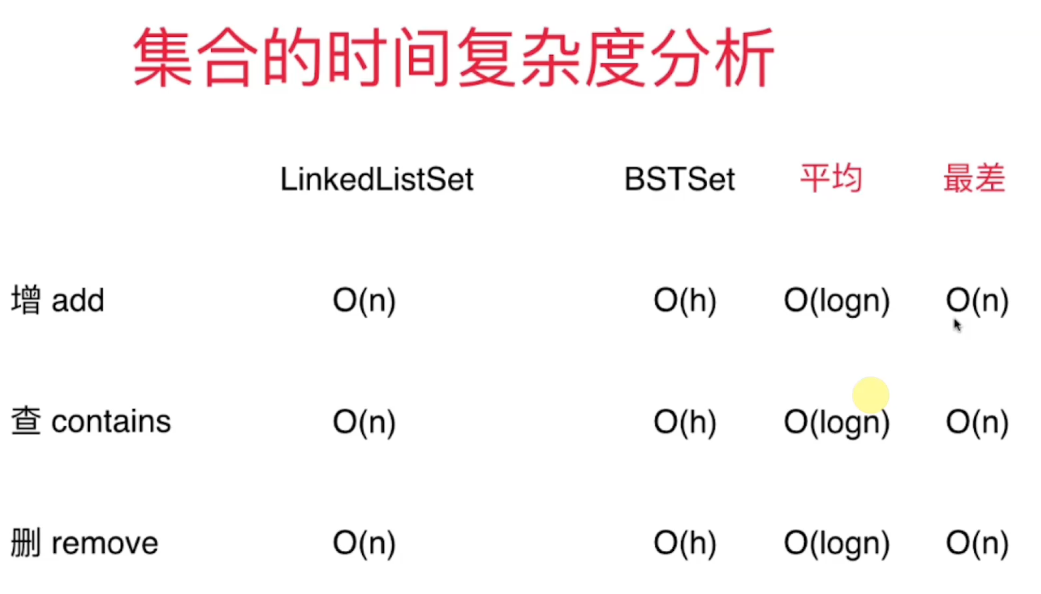 集合的时间复杂度分析
LinkedListSet BSTSet 平均 最差
增 add O(n) O(h) O(logn) O(n)
查 contains O(n) O(h) O(logn) O(n)
删 remove O(n) O(h) O(logn) O(n)